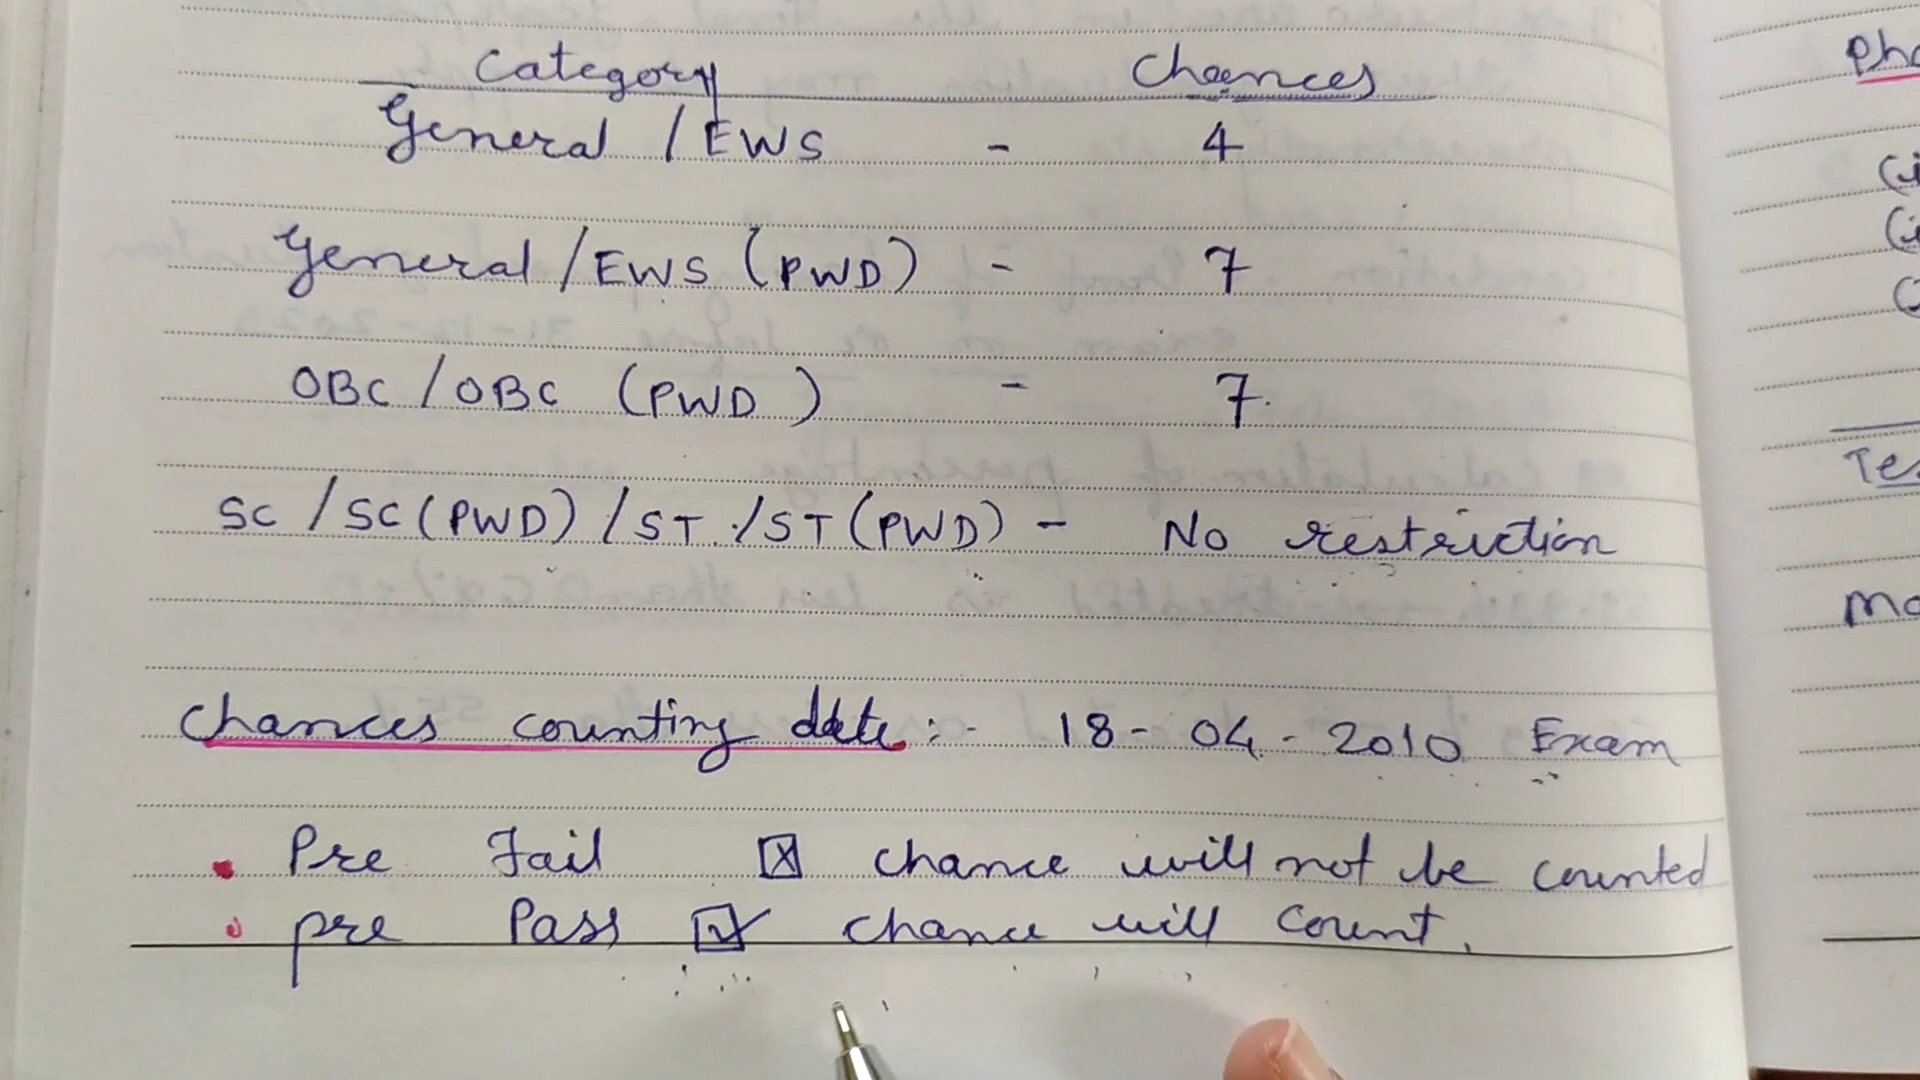 Category Chances
General / EWS - 4
General / EWS (PWD) - 7
OBC / OBC (PWD) - 7.
SC / SC (PWD) / ST / ST (PWD) - No restriction
Chances counting date :- 18-04-2010 Exam
• Pre Fail ☒ chance will not be counted
• Pre Pass ☑ chance will count.
(i
(i